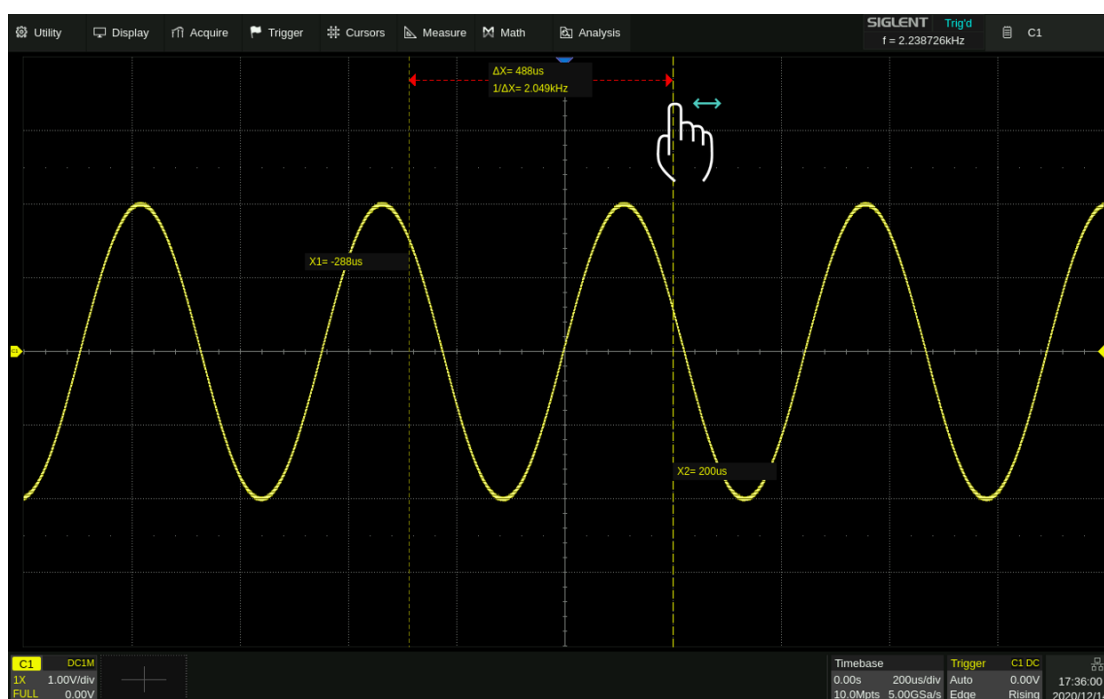 Utility Display Acquire Trigger Cursors Measure Math Analysis
SIGLENT Trig'd
f = 2.238726kHz
C1
ΔX= 488us
1/ΔX= 2.049kHz
X1= -288us
X2= 200us
C1 DC1M
1X 1.00V/div
FULL 0.00V
Timebase
0.00s 200us/div
10.0Mpts 5.00GSa/s
Trigger C1 DC
Auto 0.00V
Edge Rising
17:36:00